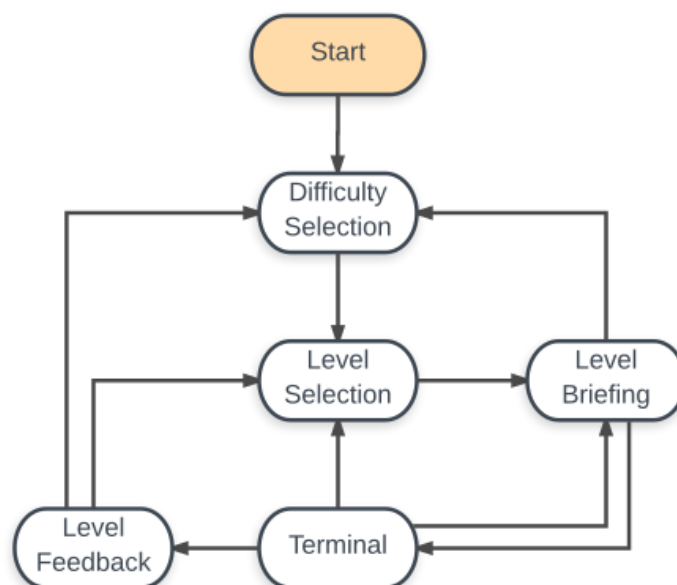 Start
Difficulty
Selection
Level
Selection
Level
Briefing
Level
Feedback
Terminal